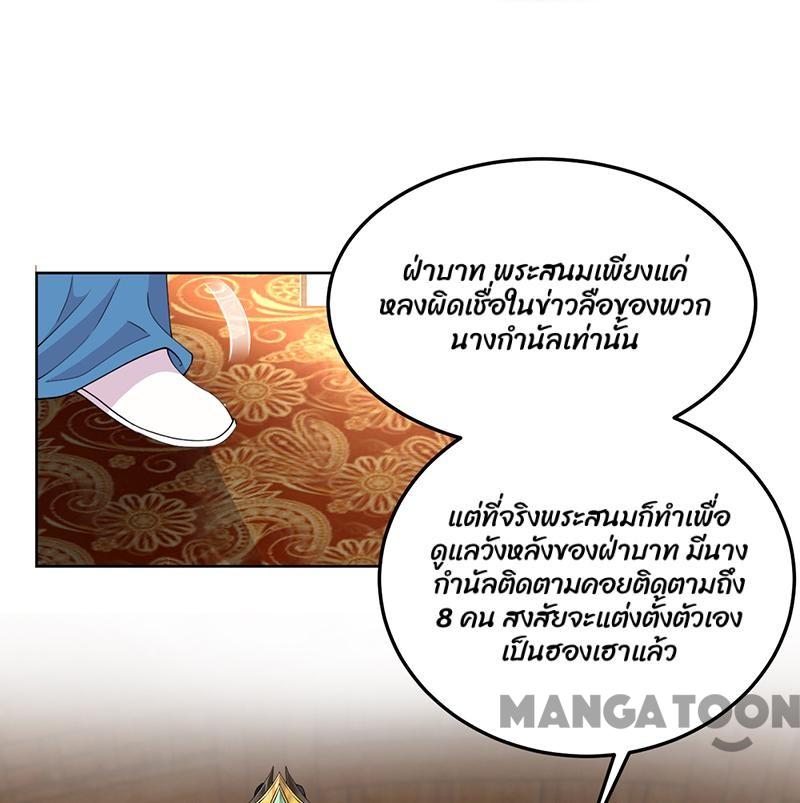 ฝ่าบาท พระสนมเพียงแค่
หลงผิดเชื่อในข่าวลือของพวก
นางกำนัลเท่านั้น
แต่ที่จริงพระสนมก็ทำเพื่อ
ดูแลวังหลังของฝ่าบาท มีนาง
กำนัลติดตามคอยติดตามถึง
8 คน สงสัยจะแต่งตั้งตัวเอง
เป็นฮองเฮาแล้ว
MANGATOON